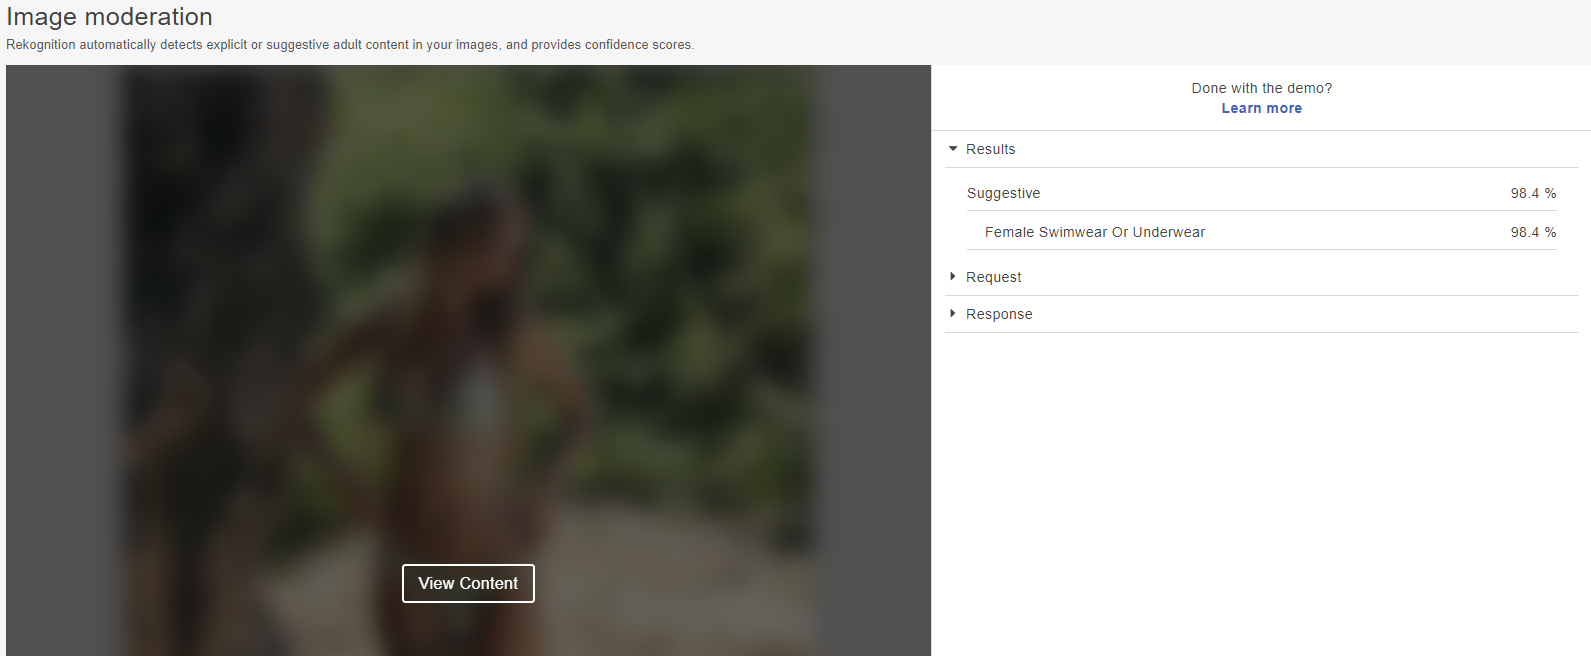 Image moderation
Rekognition automatically detects explicit or suggestive adult content in your images, and provides confidence scores.
View Content
Done with the demo?
Learn more
Results
Suggestive 98.4 %
Female Swimwear Or Underwear 98.4 %
Request
Response